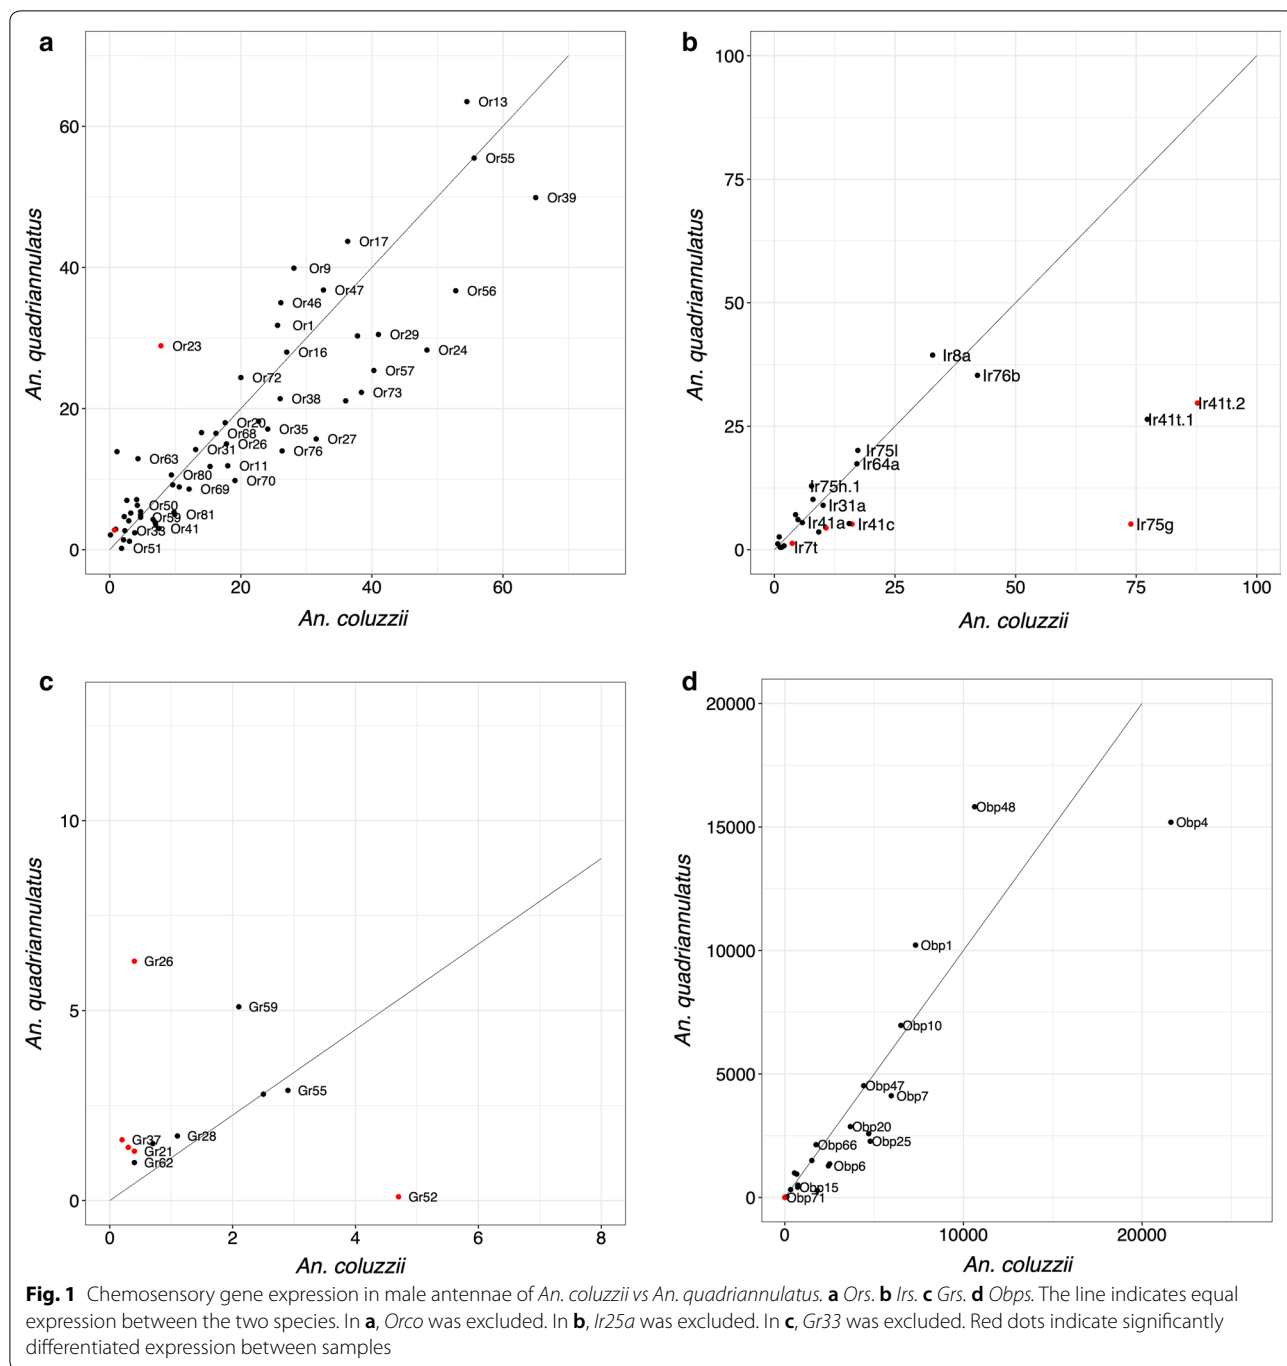 a
An. quadriannulatus
60
40
20
0
Or13
Or55
Or39
Or17
Or9
Or47
Or56
Or46
Or1
Or29
Or23
Or16
Or24
Or72
Or57
Or73
Or38
Or20
Or35
Or68
Or27
Or31
Or26
Or76
Or63
Or11
Or80
Or70
Or69
Or50
Or59
Or81
Or33
Or41
Or51
0 20 40 60
An. coluzzii
b
An. quadriannulatus
100
75
50
25
0
Ir8a
Ir76b
Ir41t.2
Ir41t.1
Ir75l
Ir64a
Ir75h.1
Ir31a
Ir41a
Ir41c
Ir75g
Ir7t
0 25 50 75 100
An. coluzzii
c
An. quadriannulatus
10
5
0
Gr26
Gr59
Gr55
Gr37
Gr28
Gr21
Gr62
Gr52
0 2 4 6 8
An. coluzzii
d
An. quadriannulatus
20000
15000
10000
5000
0
Obp48
Obp4
Obp1
Obp10
Obp47
Obp7
Obp20
Obp25
Obp66
Obp6
Obp15
Obp71
0 10000 20000
An. coluzzii
Fig. 1 Chemosensory gene expression in male antennae of An. coluzzii vs An. quadriannulatus. a Ors. b Irs. c Grs. d Obps. The line indicates equal
expression between the two species. In a, Orco was excluded. In b, Ir25a was excluded. In c, Gr33 was excluded. Red dots indicate significantly
differentiated expression between samples